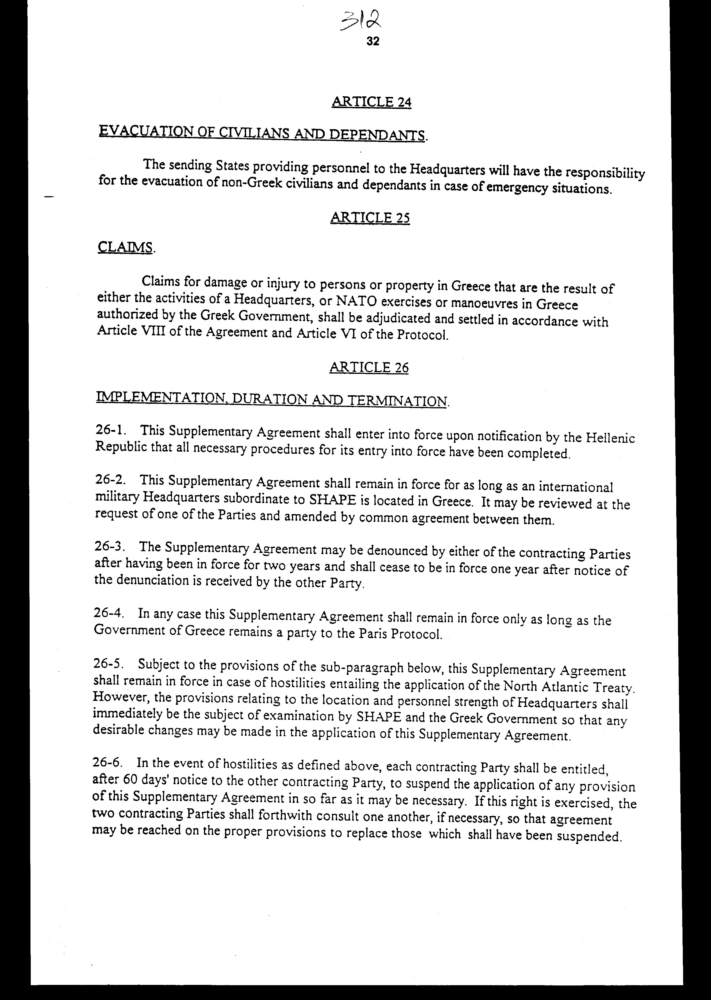 312
32
ARTICLE 24
EVACUATION OF CIVILIANS AND DEPENDANTS.
The sending States providing personnel to the Headquarters will have the responsibility
for the evacuation of non-Greek civilians and dependants in case of emergency situations.
ARTICLE 25
CLAIMS.
Claims for damage or injury to persons or property in Greece that are the result of
either the activities of a Headquarters, or NATO exercises or manoeuvres in Greece
authorized by the Greek Government, shall be adjudicated and settled in accordance with
Article VIII of the Agreement and Article VI of the Protocol.
ARTICLE 26
IMPLEMENTATION, DURATION AND TERMINATION.
26-1. This Supplementary Agreement shall enter into force upon notification by the Hellenic
Republic that all necessary procedures for its entry into force have been completed.
26-2. This Supplementary Agreement shall remain in force for as long as an international
military Headquarters subordinate to SHAPE is located in Greece. It may be reviewed at the
request of one of the Parties and amended by common agreement between them.
26-3. The Supplementary Agreement may be denounced by either of the contracting Parties
after having been in force for two years and shall cease to be in force one year after notice of
the denunciation is received by the other Party.
26-4. In any case this Supplementary Agreement shall remain in force only as long as the
Government of Greece remains a party to the Paris Protocol.
26-5. Subject to the provisions of the sub-paragraph below, this Supplementary Agreement
shall remain in force in case of hostilities entailing the application of the North Atlantic Treaty.
However, the provisions relating to the location and personnel strength of Headquarters shall
immediately be the subject of examination by SHAPE and the Greek Government so that any
desirable changes may be made in the application of this Supplementary Agreement.
26-6. In the event of hostilities as defined above, each contracting Party shall be entitled,
after 60 days' notice to the other contracting Party, to suspend the application of any provision
of this Supplementary Agreement in so far as it may be necessary. If this right is exercised, the
two contracting Parties shall forthwith consult one another, if necessary, so that agreement
may be reached on the proper provisions to replace those which shall have been suspended.